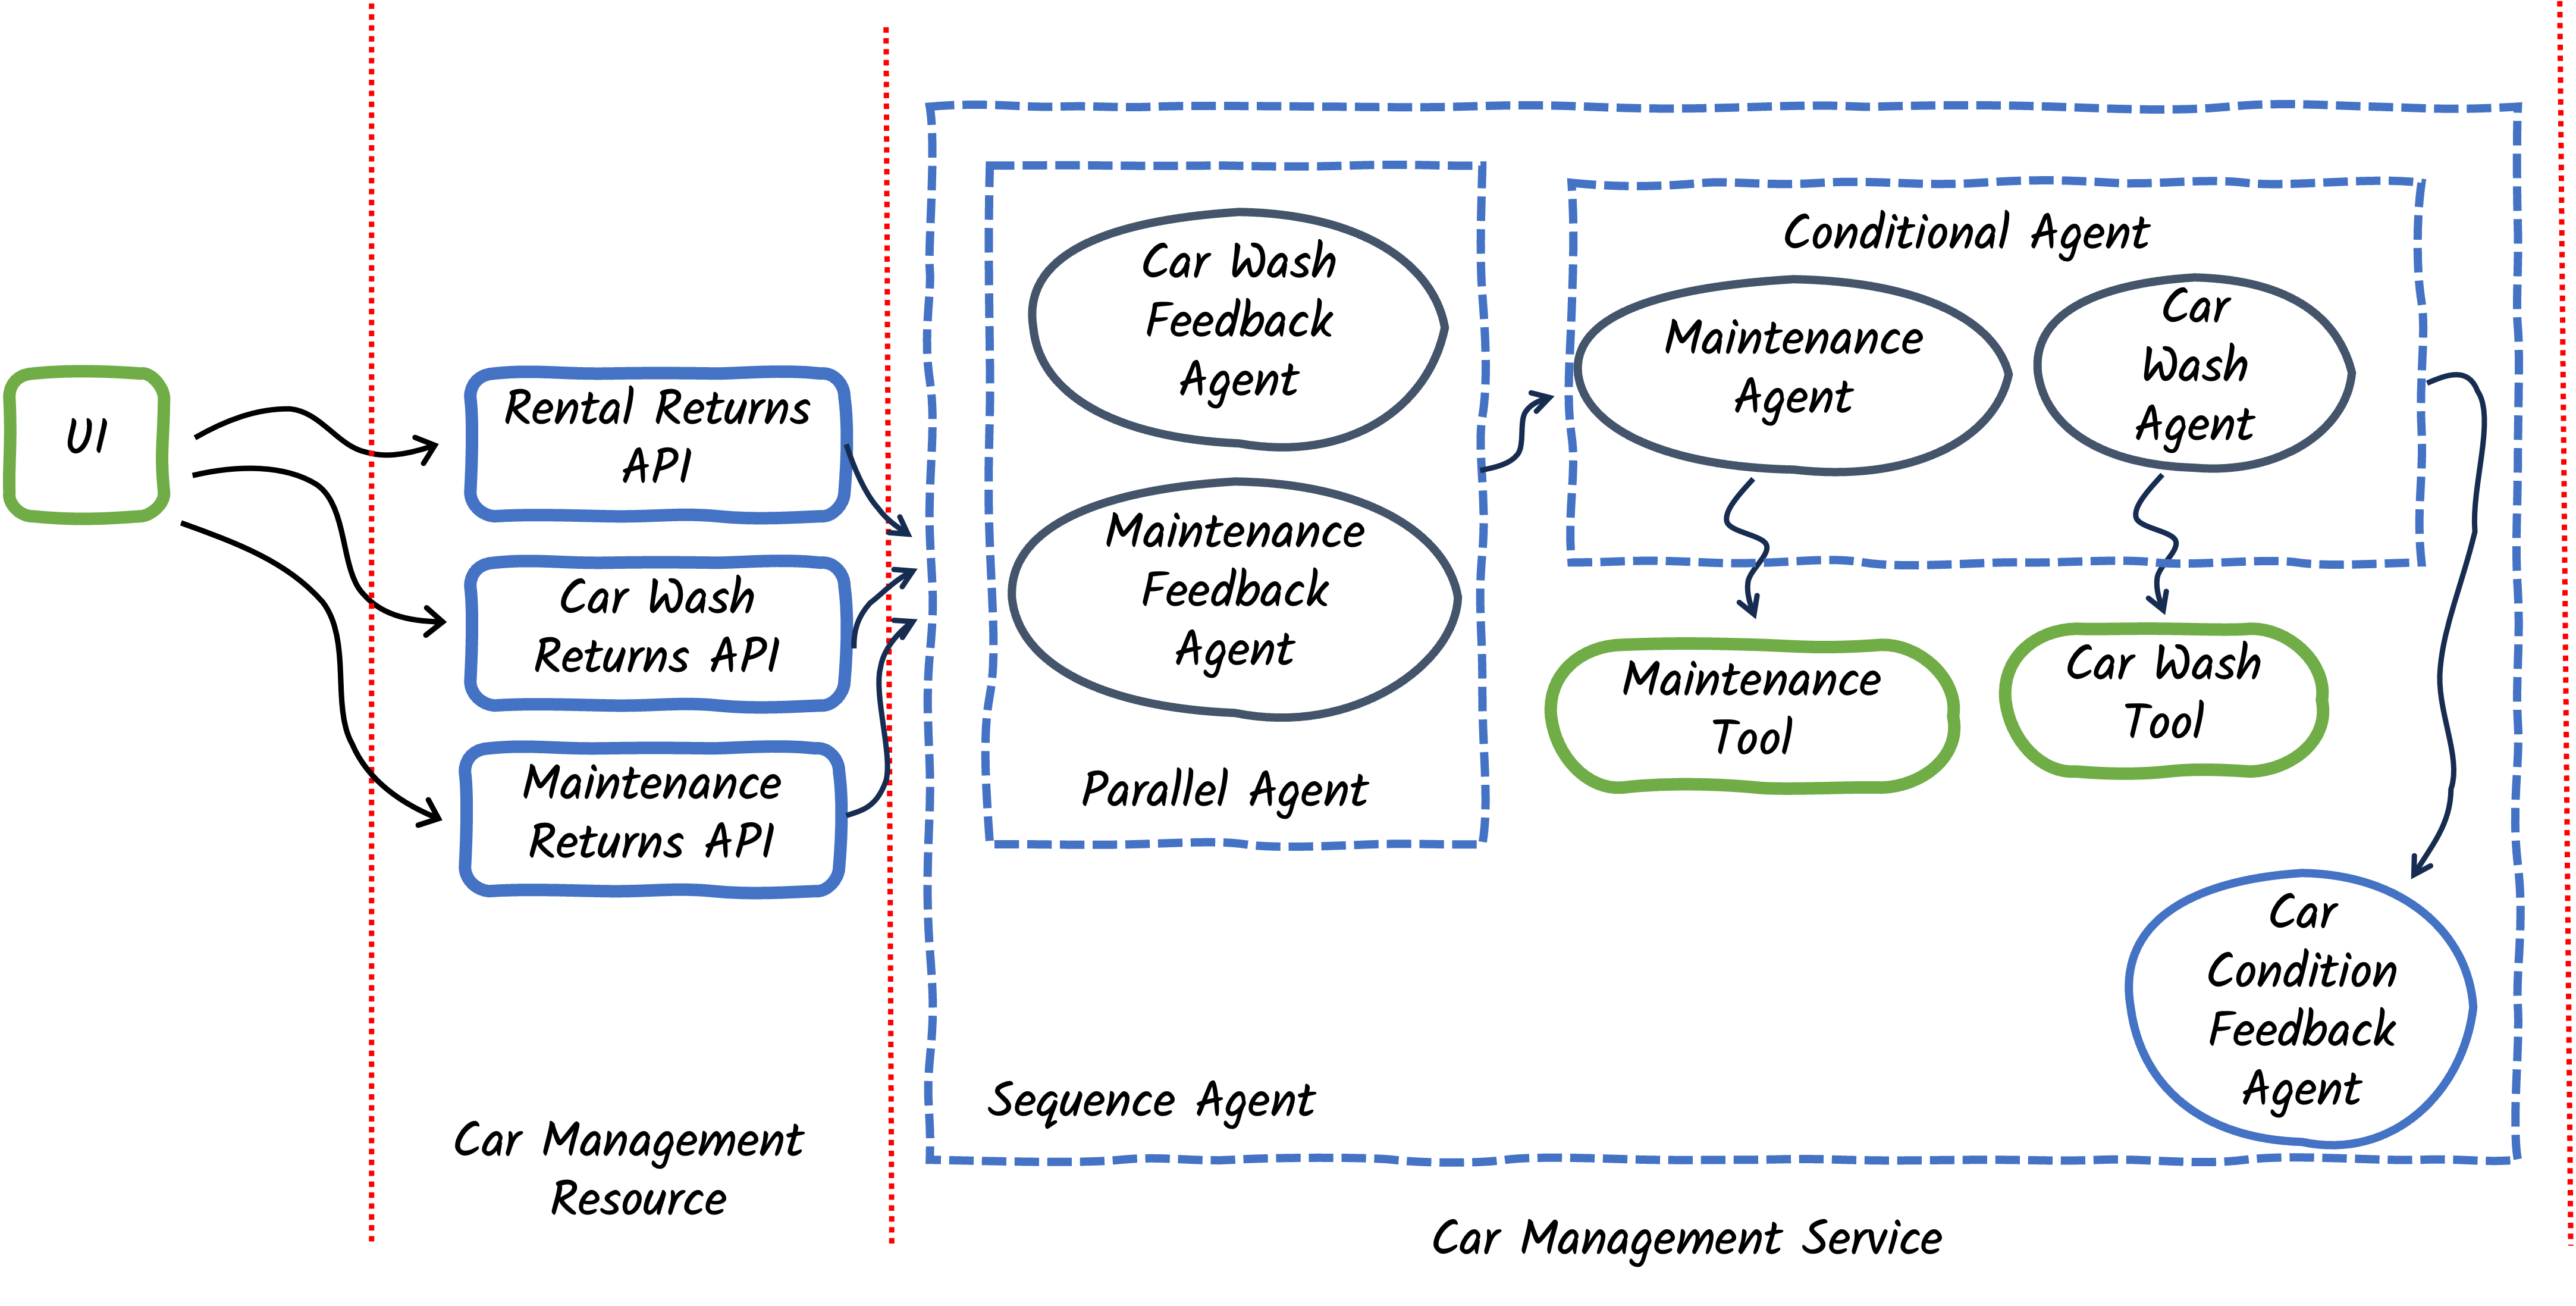 UI
Rental Returns
API
Car Wash
Returns API
Maintenance
Returns API
Car Management
Resource
Car Wash
Feedback
Agent
Maintenance
Feedback
Agent
Parallel Agent
Conditional Agent
Maintenance
Agent
Car
Wash
Agent
Maintenance
Tool
Car Wash
Tool
Car
Condition
Feedback
Agent
Sequence Agent
Car Management Service